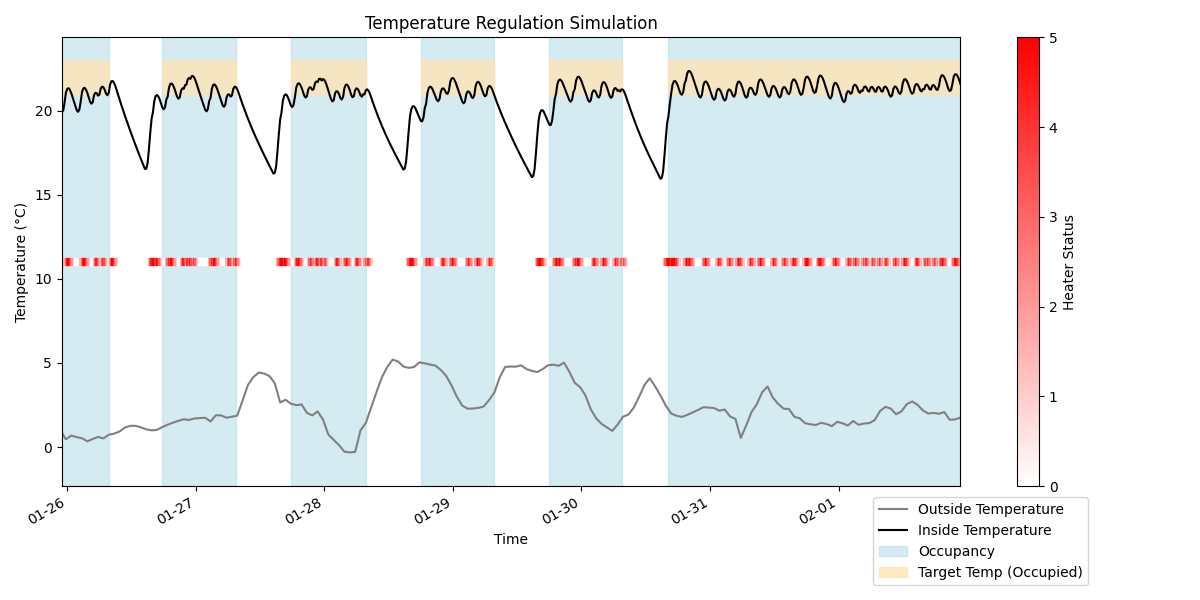 Temperature Regulation Simulation
Temperature (°C)
20
15
10
5
0
01-26
01-27
01-28
01-29
01-30
01-31
02-01
Time
5
4
3
2
1
0
Heater Status
Outside Temperature
Inside Temperature
Occupancy
Target Temp (Occupied)